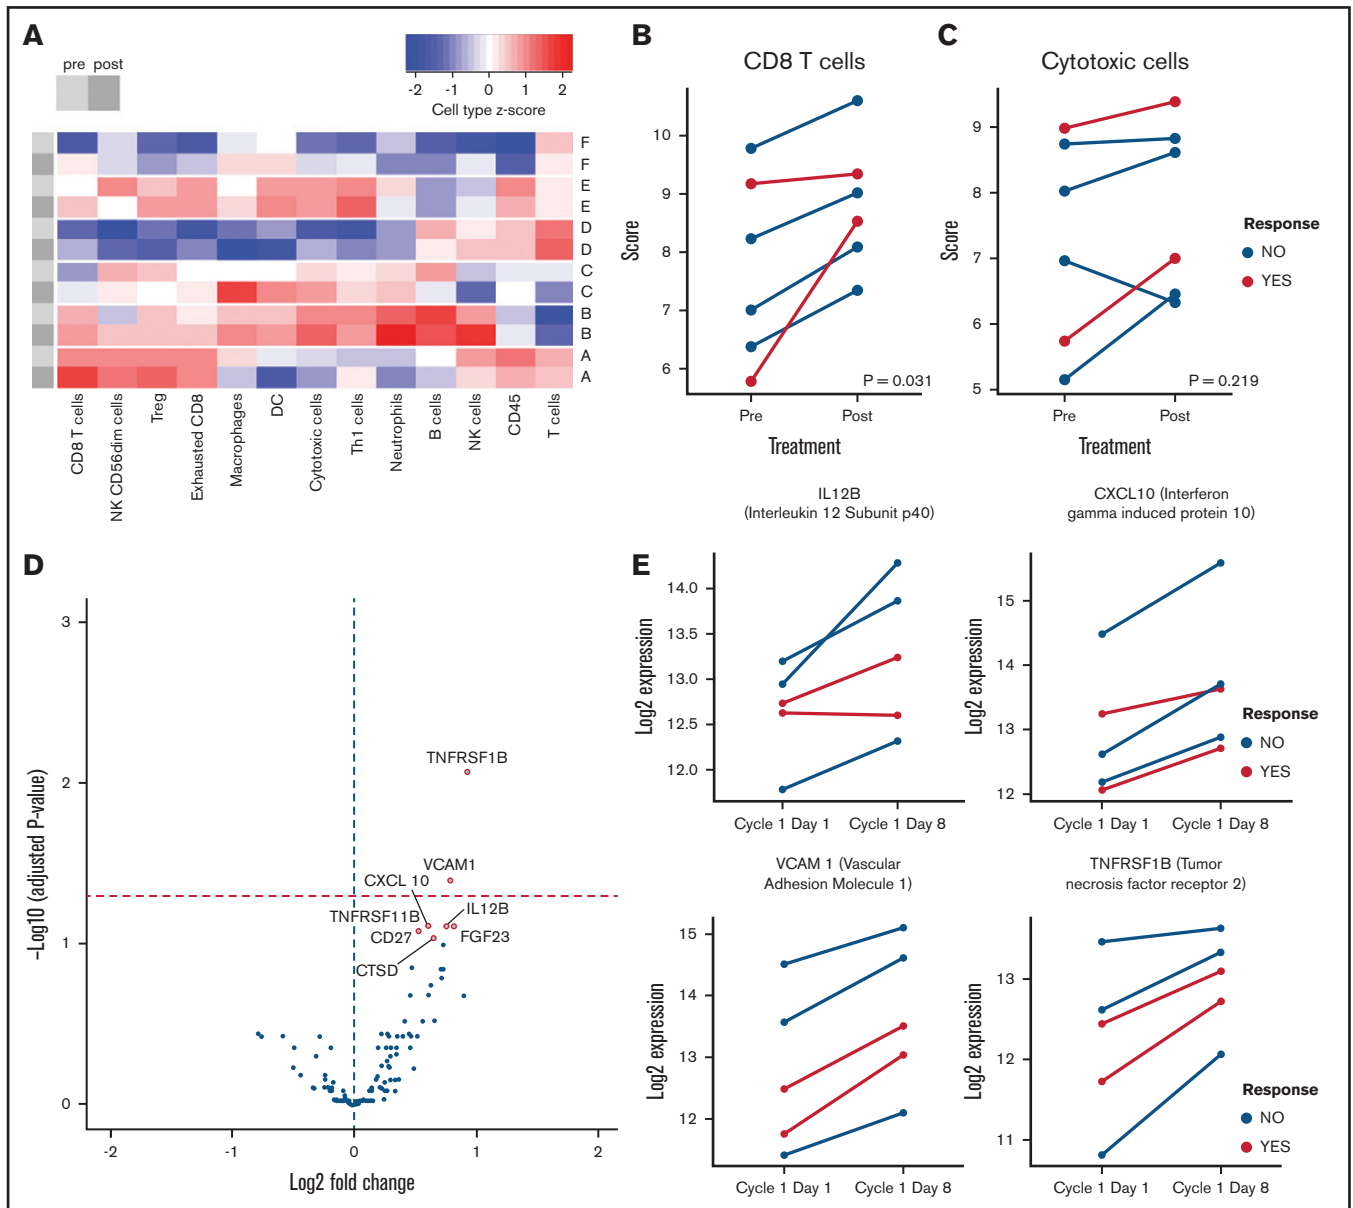 A
pre
post
-2
-1
0
1
2
Cell type z-score
F
F
E
E
D
D
C
C
B
B
A
A
CD8 T cells
NK CD56dim cells
Treg
Exhausted CD8
Macrophages
DC
Cytotoxic cells
Th1 cells
Neutrophils
B cells
NK cells
CD45
T cells
B
CD8 T cells
Score
10
9
8
7
6
P = 0.031
Pre
Post
Treatment
C
Cytotoxic cells
Score
9
8
7
6
5
P = 0.219
Pre
Post
Treatment
Response
NO
YES
D
−Log10 (adjusted P-value)
3
2
1
0
TNFRSF1B
VCAM1
CXCL 10
TNFRSF11B
IL12B
CD27
FGF23
CTSD
-2
-1
0
1
2
Log2 fold change
E
IL12B
(Interleukin 12 Subunit p40)
Log2 expression
14.0
13.5
13.0
12.5
12.0
Cycle 1 Day 1
Cycle 1 Day 8
CXCL10 (Interferon
gamma induced protein 10)
Log2 expression
15
14
13
12
Cycle 1 Day 1
Cycle 1 Day 8
Response
NO
YES
VCAM 1 (Vascular
Adhesion Molecule 1)
Log2 expression
15
14
13
12
Cycle 1 Day 1
Cycle 1 Day 8
TNFRSF1B (Tumor
necrosis factor receptor 2)
Log2 expression
13
12
11
Cycle 1 Day 1
Cycle 1 Day 8
Response
NO
YES